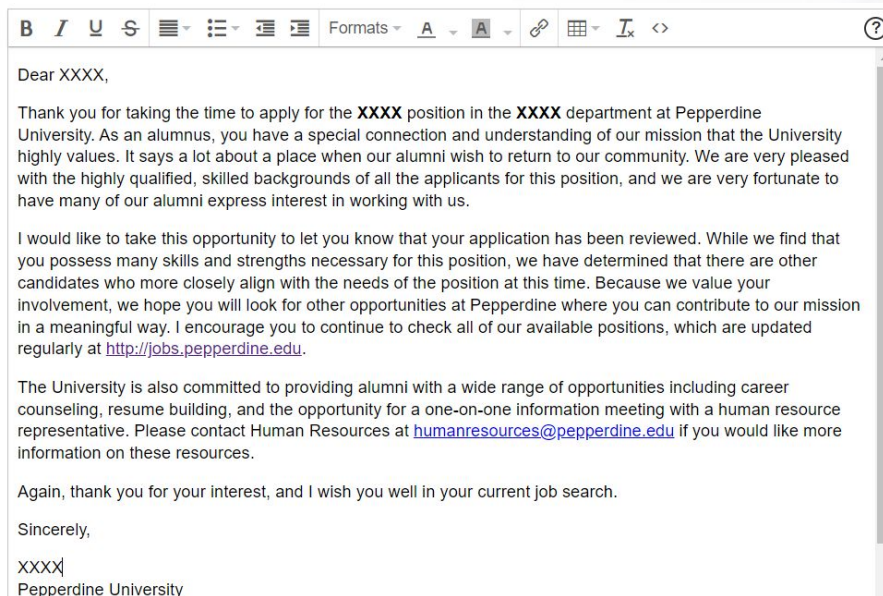 B I U S Formats A A Tx <> ?
Dear XXXX,
Thank you for taking the time to apply for the XXXX position in the XXXX department at Pepperdine
University. As an alumnus, you have a special connection and understanding of our mission that the University
highly values. It says a lot about a place when our alumni wish to return to our community. We are very pleased
with the highly qualified, skilled backgrounds of all the applicants for this position, and we are very fortunate to
have many of our alumni express interest in working with us.
I would like to take this opportunity to let you know that your application has been reviewed. While we find that
you possess many skills and strengths necessary for this position, we have determined that there are other
candidates who more closely align with the needs of the position at this time. Because we value your
involvement, we hope you will look for other opportunities at Pepperdine where you can contribute to our mission
in a meaningful way. I encourage you to continue to check all of our available positions, which are updated
regularly at http://jobs.pepperdine.edu.
The University is also committed to providing alumni with a wide range of opportunities including career
counseling, resume building, and the opportunity for a one-on-one information meeting with a human resource
representative. Please contact Human Resources at humanresources@pepperdine.edu if you would like more
information on these resources.
Again, thank you for your interest, and I wish you well in your current job search.
Sincerely,
XXXX
Pepperdine University